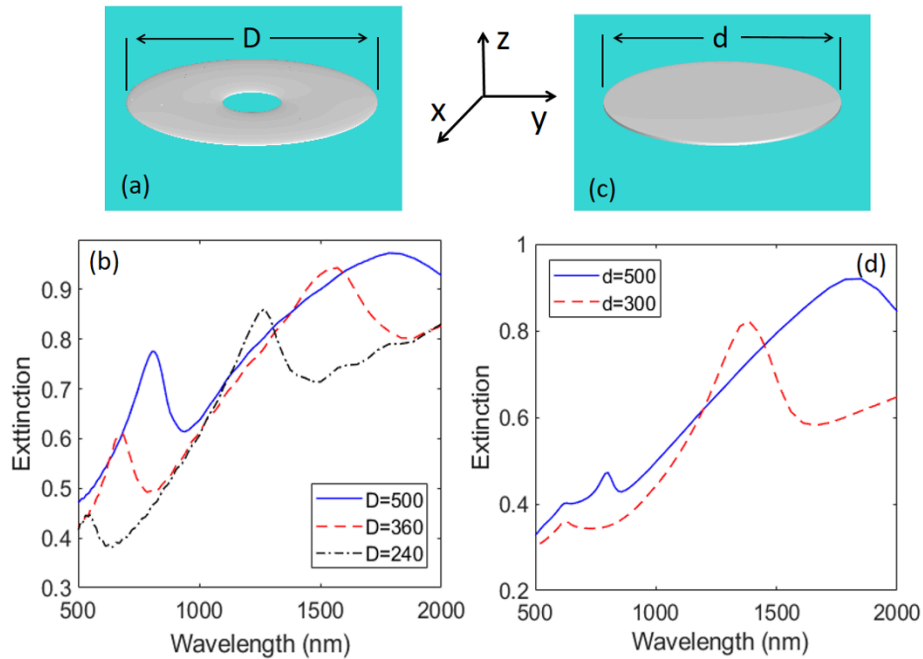 D
(a)
z
x
y
d
(c)
(b)
0.9
0.8
0.7
0.6
0.5
0.4
0.3
Exttinction
D=500
D=360
D=240
500
1000
1500
2000
Wavelength (nm)
(d)
1
0.8
0.6
0.4
0.2
Extinction
d=500
d=300
500
1000
1500
2000
Wavelength (nm)